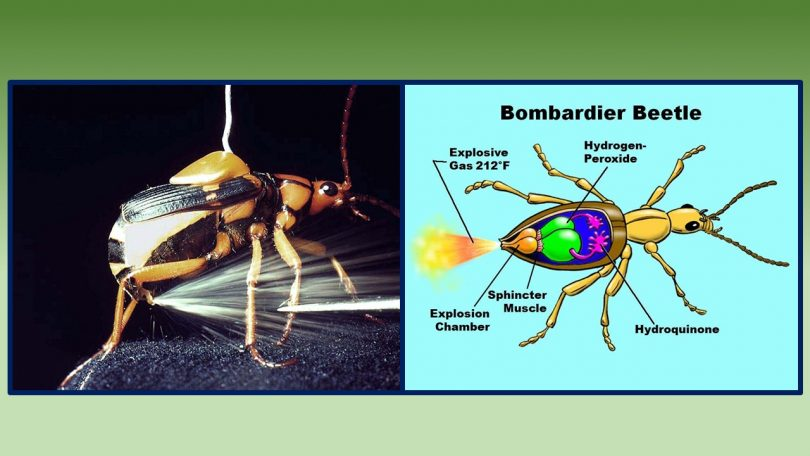 Bombardier Beetle
Explosive
Gas 212°F
Hydrogen-
Peroxide
Sphincter
Muscle
Explosion
Chamber
Hydroquinone